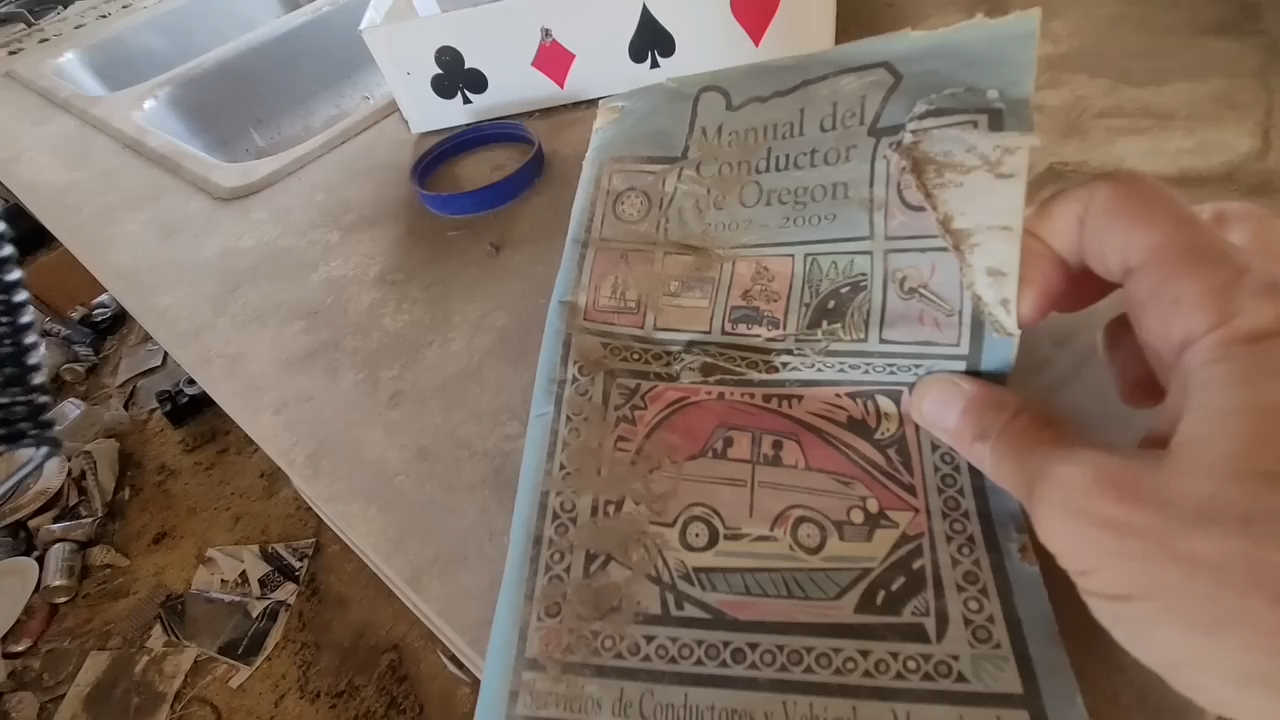 Manual del
Conductor
de Oregon
2007 – 2009
Servicios de Conductores y